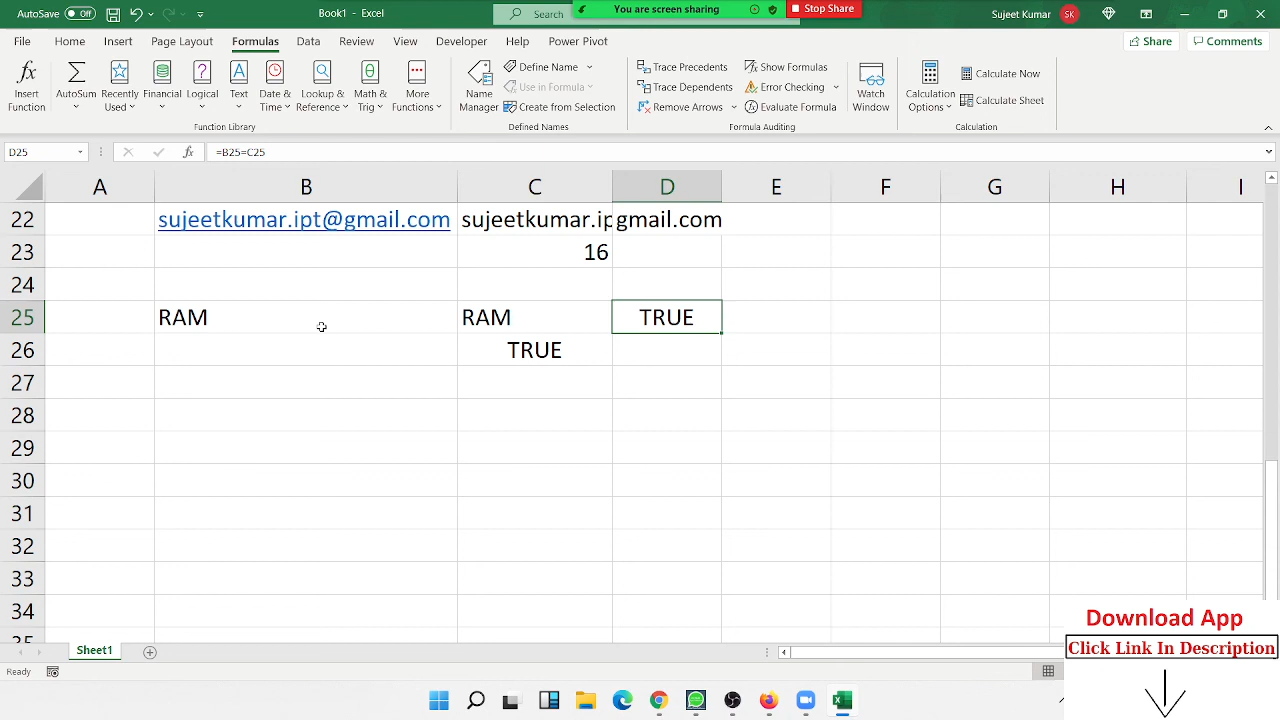 AutoSave Off
Book1 - Excel
Search
You are screen sharing
Stop Share
Sujeet Kumar
SK
File Home Insert Page Layout Formulas Data Review View Developer Help Power Pivot
Share
Comments
Insert Function
AutoSum
Recently Used
Financial
Logical
Text
Date & Time
Lookup & Reference
Math & Trig
More Functions
Function Library
Name Manager
Define Name
Use in Formula
Create from Selection
Defined Names
Trace Precedents
Trace Dependents
Remove Arrows
Show Formulas
Error Checking
Evaluate Formula
Formula Auditing
Watch Window
Calculation Options
Calculate Now
Calculate Sheet
Calculation
D25
fx
=B25=C25
A B C D E F G H I
22 sujeetkumar.ipt@gmail.com sujeetkumar.ip gmail.com
23 16
24
25 RAM RAM TRUE
26 TRUE
27
28
29
30
31
32
33
34
Sheet1
Ready
Download App
Click Link In Description